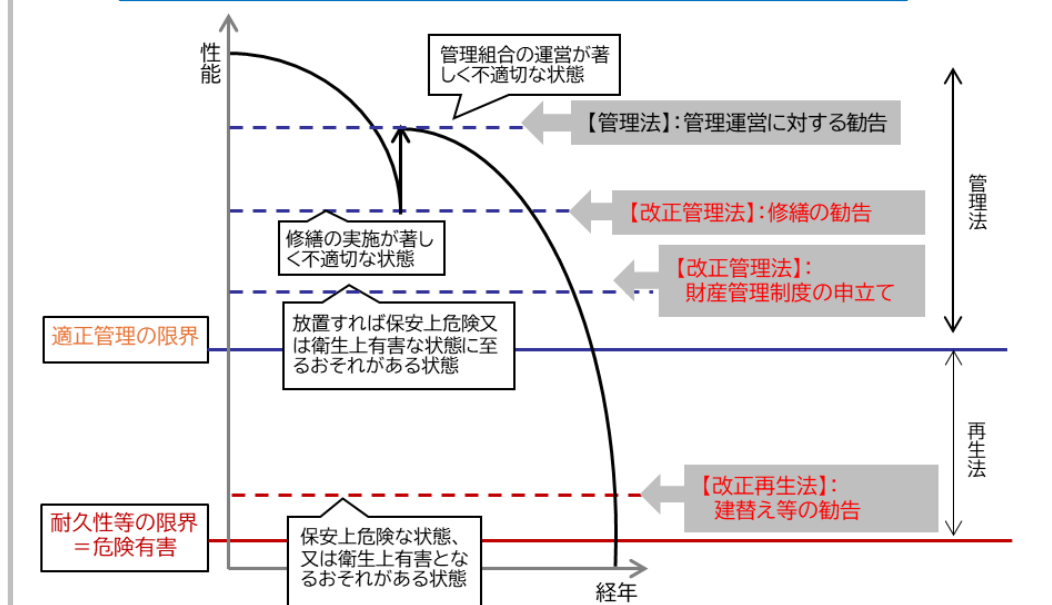 性能
管理組合の運営が著
しく不適切な状態
【管理法】：管理運営に対する勧告
管理法
【改正管理法】：修繕の勧告
修繕の実施が著し
く不適切な状態
【改正管理法】：
財産管理制度の申立て
放置すれば保安上危険又
は衛生上有害な状態に至
るおそれがある状態
適正管理の限界
再生法
【改正再生法】：
建替え等の勧告
耐久性等の限界
＝危険有害
保安上危険な状態、
又は衛生上有害とな
るおそれがある状態
経年